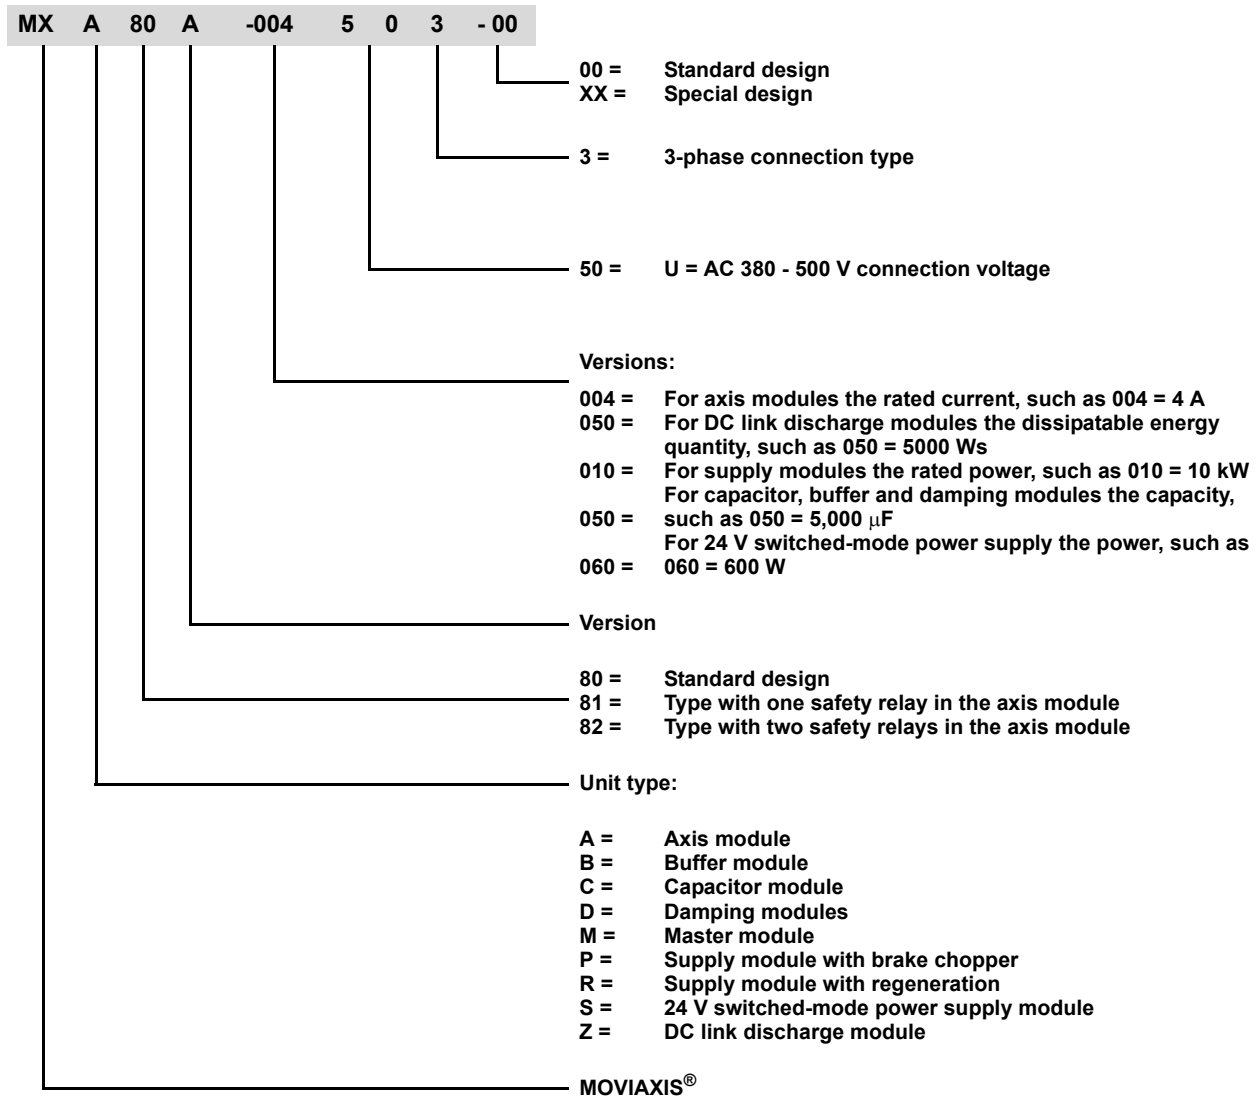 MX A 80 A -004 5 0 3 - 00
00 = Standard design
XX = Special design
3 = 3-phase connection type
50 = U = AC 380 - 500 V connection voltage
Versions:
004 = For axis modules the rated current, such as 004 = 4 A
050 = For DC link discharge modules the dissipatable energy
quantity, such as 050 = 5000 Ws
010 = For supply modules the rated power, such as 010 = 10 kW
For capacitor, buffer and damping modules the capacity,
050 = such as 050 = 5,000 μF
For 24 V switched-mode power supply the power, such as
060 = 060 = 600 W
Version
80 = Standard design
81 = Type with one safety relay in the axis module
82 = Type with two safety relays in the axis module
Unit type:
A = Axis module
B = Buffer module
C = Capacitor module
D = Damping modules
M = Master module
P = Supply module with brake chopper
R = Supply module with regeneration
S = 24 V switched-mode power supply module
Z = DC link discharge module
MOVIAXIS®